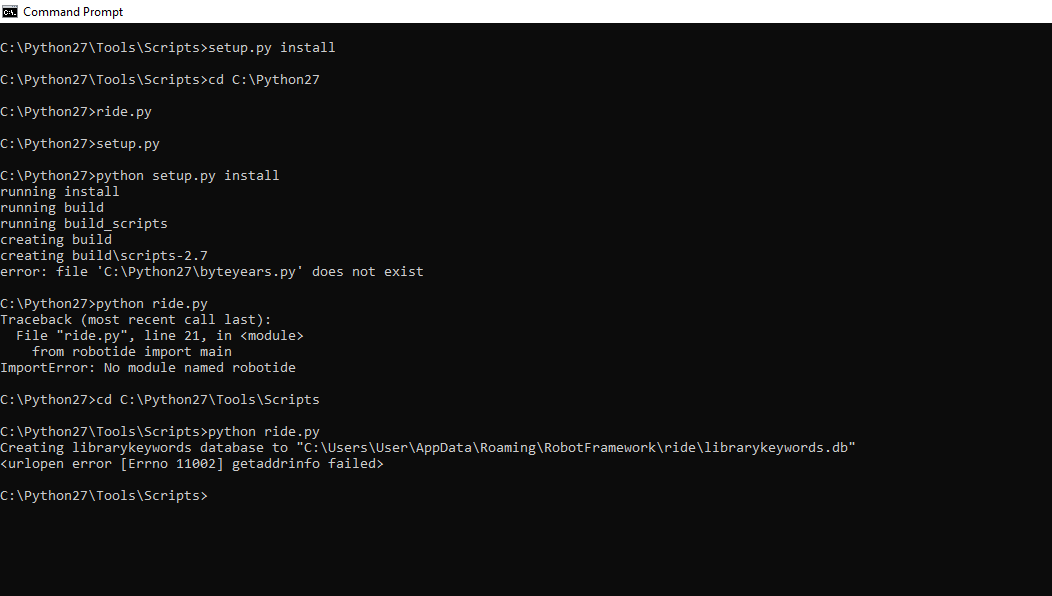 Command Prompt
C:\Python27\Tools\Scripts>setup.py install
C:\Python27\Tools\Scripts>cd C:\Python27
C:\Python27>ride.py
C:\Python27>setup.py
C:\Python27>python setup.py install
running install
running build
running build_scripts
creating build
creating build\scripts-2.7
error: file 'C:\Python27\byteyears.py' does not exist
C:\Python27>python ride.py
Traceback (most recent call last):
  File "ride.py", line 21, in <module>
    from robotide import main
ImportError: No module named robotide
C:\Python27>cd C:\Python27\Tools\Scripts
C:\Python27\Tools\Scripts>python ride.py
Creating librarykeywords database to "C:\Users\User\AppData\Roaming\RobotFramework\ride\librarykeywords.db"
<urlopen error [Errno 11002] getaddrinfo failed>
C:\Python27\Tools\Scripts>